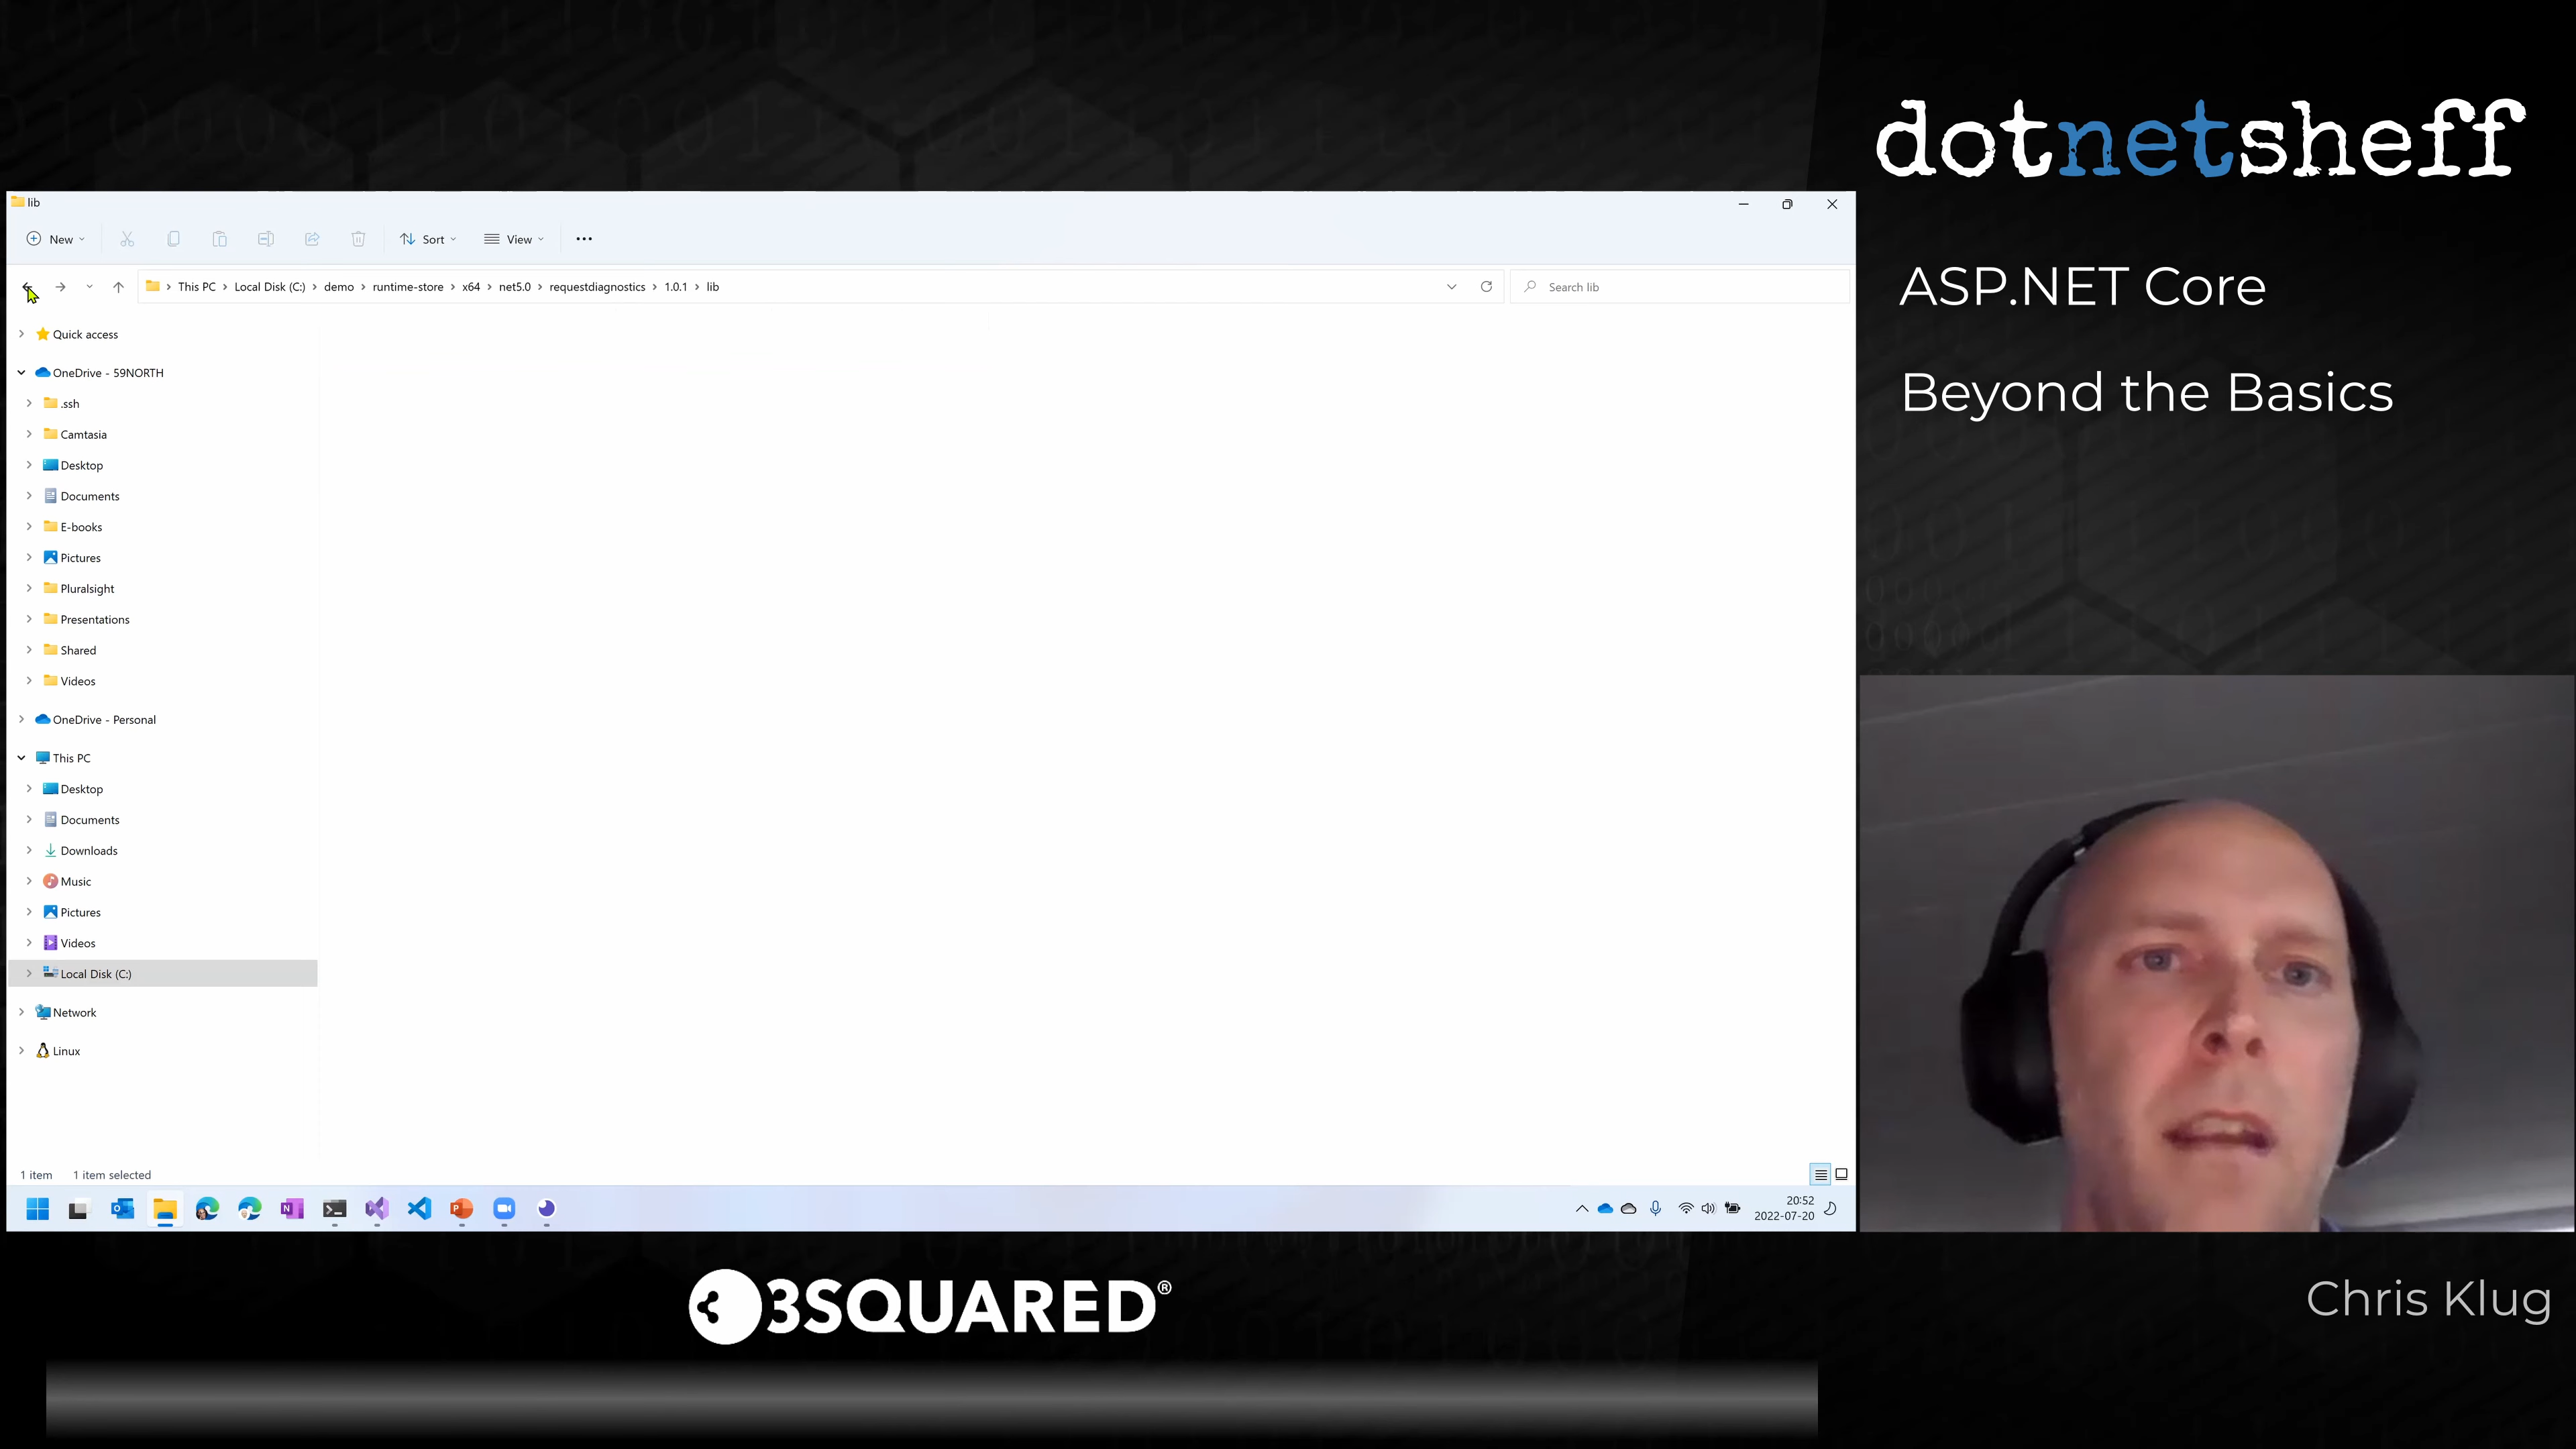 dotnetsheff
ASP.NET Core
Beyond the Basics
lib
New
Sort
View
This PC
Local Disk (C:)
demo
runtime-store
x64
net5.0
requestdiagnostics
1.0.1
lib
Search lib
Quick access
OneDrive - 59NORTH
.ssh
Camtasia
Desktop
Documents
E-books
Pictures
Pluralsight
Presentations
Shared
Videos
OneDrive - Personal
This PC
Desktop
Documents
Downloads
Music
Pictures
Videos
Local Disk (C:)
Network
Linux
1 item 1 item selected
20:52
2022-07-20
3SQUARED®
Chris Klug